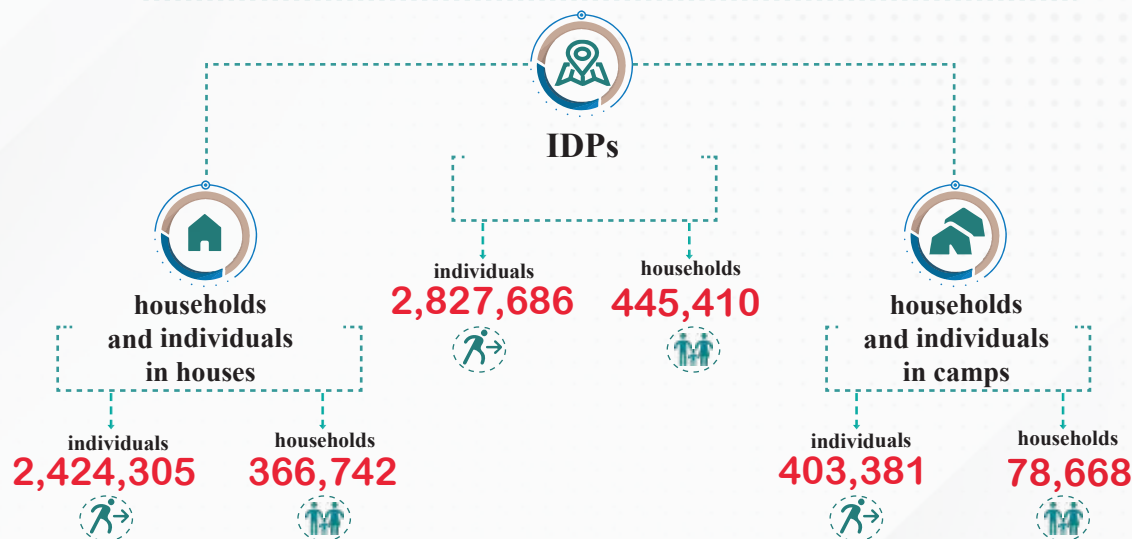 IDPs
individuals
2,827,686
households
445,410
households
and individuals
in houses
individuals
2,424,305
households
366,742
households
and individuals
in camps
individuals
403,381
households
78,668